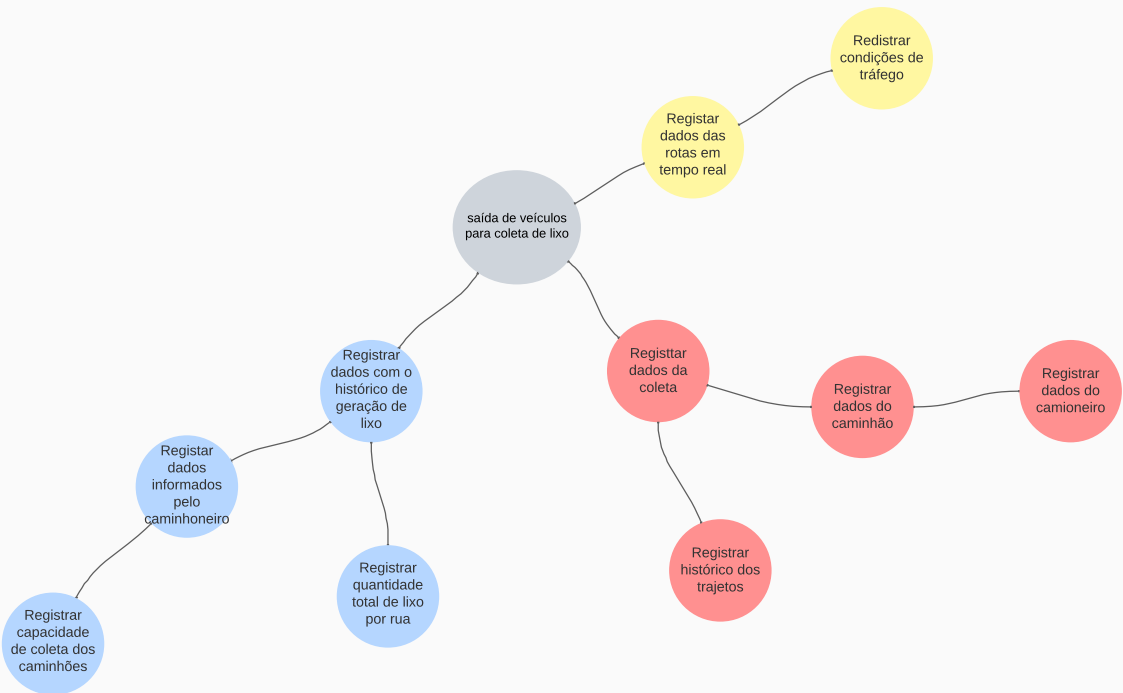 Redistrar
condições de
tráfego
Registar
dados das
rotas em
tempo real
saída de veículos
para coleta de lixo
Registtar
dados da
coleta
Registrar
dados do
caminhão
Registrar
dados do
camioneiro
Registrar
histórico dos
trajetos
Registrar
dados com o
histórico de
geração de
lixo
Registar
dados
informados
pelo
caminhoneiro
Registrar
quantidade
total de lixo
por rua
Registrar
capacidade
de coleta dos
caminhões